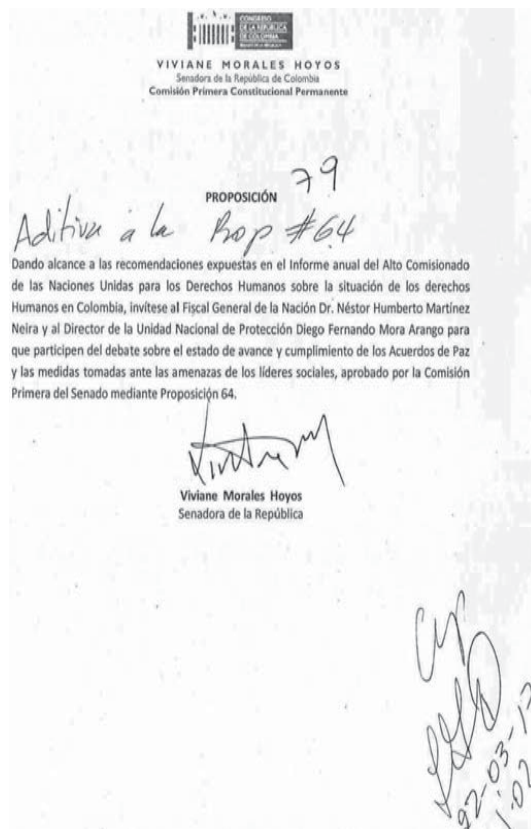 CONGRESO
DE LA REPÚBLICA
DE COLOMBIA
VIVIANE MORALES HOYOS
Senadora de la República de Colombia
Comisión Primera Constitucional Permanente
79
PROPOSICIÓN
Aditiva a la Prop #64
Dando alcance a las recomendaciones expuestas en el Informe anual del Alto Comisionado
de las Naciones Unidas para los Derechos Humanos sobre la situación de los derechos
Humanos en Colombia, invítese al Fiscal General de la Nación Dr. Néstor Humberto Martínez
Neira y al Director de la Unidad Nacional de Protección Diego Fernando Mora Arango para
que participen del debate sobre el estado de avance y cumplimiento de los Acuerdos de Paz
y las medidas tomadas ante las amenazas de los líderes sociales, aprobado por la Comisión
Primera del Senado mediante Proposición 64.
Viviane Morales Hoyos
Senadora de la República